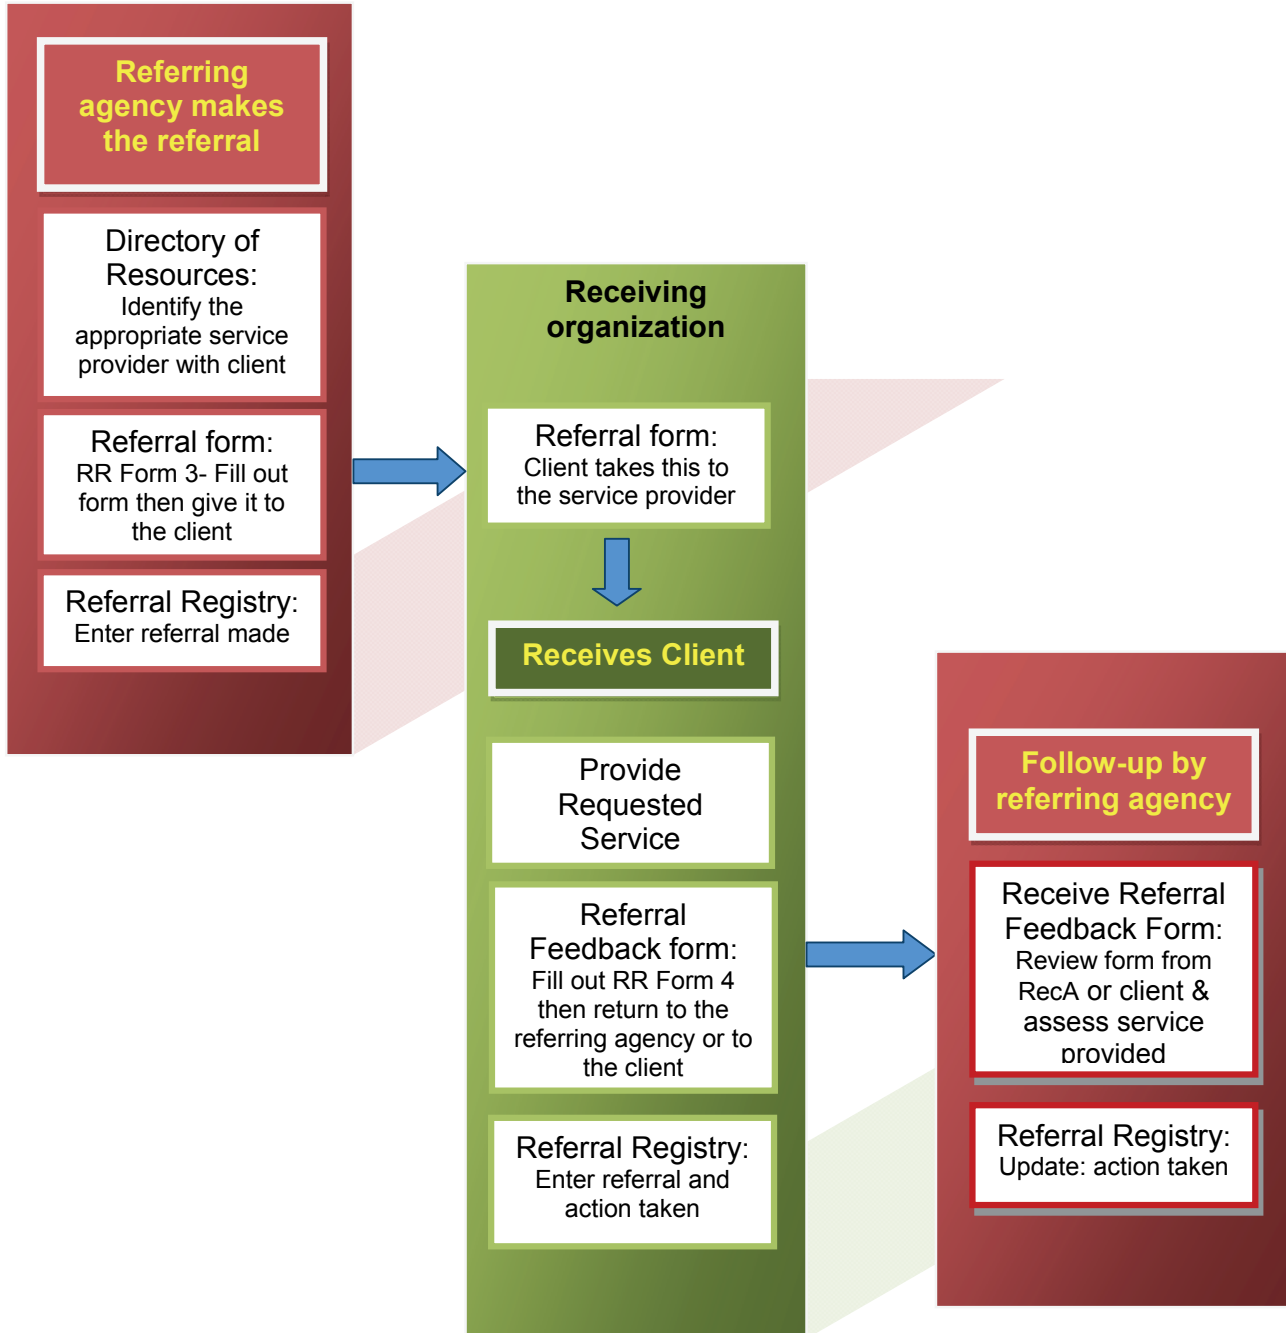 Referring
agency makes
the referral
Directory of
Resources:
Identify the
appropriate service
provider with client
Referral form:
RR Form 3- Fill out
form then give it to
the client
Referral Registry:
Enter referral made
Receiving
organization
Referral form:
Client takes this to
the service provider
Receives Client
Provide
Requested
Service
Referral
Feedback form:
Fill out RR Form 4
then return to the
referring agency or to
the client
Referral Registry:
Enter referral and
action taken
Follow-up by
referring agency
Receive Referral
Feedback Form:
Review form from
RecA or client &
assess service
provided
Referral Registry:
Update: action taken